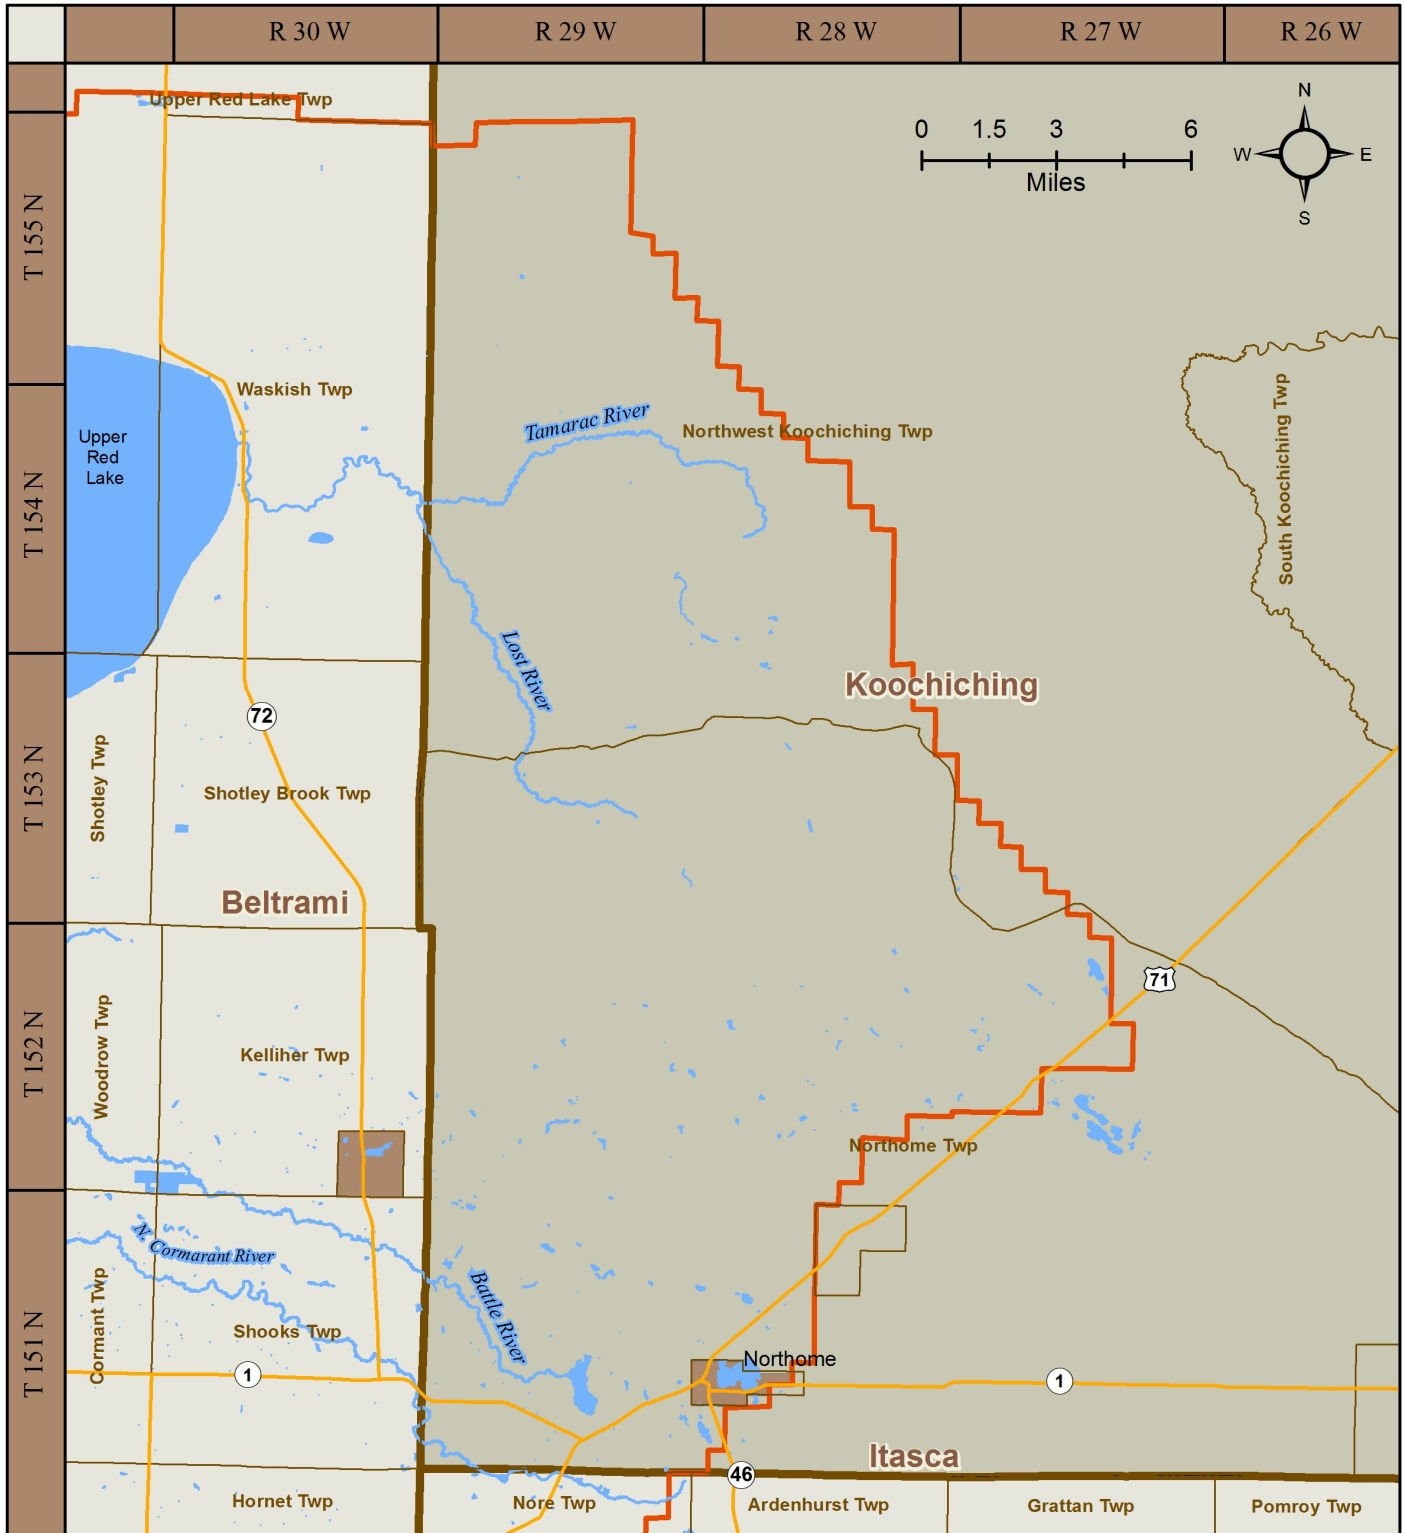 R 30 W
R 29 W
R 28 W
R 27 W
R 26 W
Upper Red Lake Twp
N
W
E
S
0 1.5 3 6
Miles
T 155 N
T 154 N
T 153 N
T 152 N
T 151 N
Waskish Twp
Upper
Red
Lake
Tamarac River
Northwest Koochiching Twp
South Koochiching Twp
Lost River
Koochiching
72
Shotley Twp
Shotley Brook Twp
Beltrami
71
Woodrow Twp
Kelliher Twp
Northome Twp
N. Cormarant River
Cormant Twp
Battle River
Shooks Twp
Northome
1
1
Itasca
46
Hornet Twp
Nore Twp
Ardenhurst Twp
Grattan Twp
Pomroy Twp